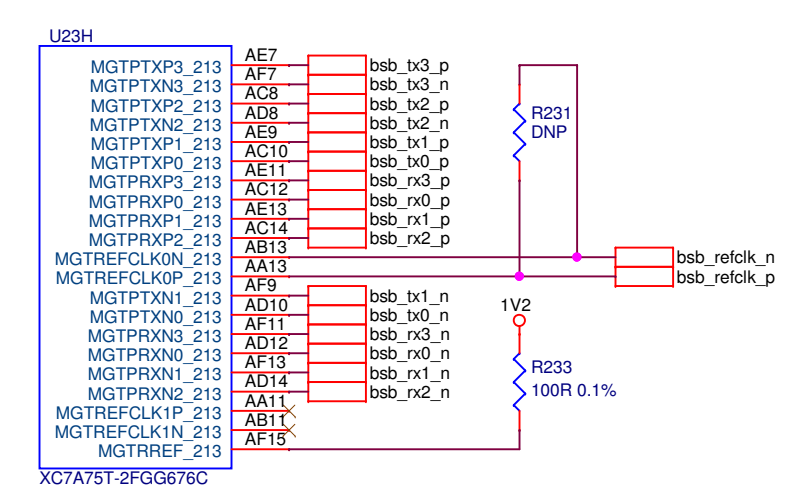 U23H
MGTPTXP3_213 AE7 bsb_tx3_p
MGTPTXN3_213 AF7 bsb_tx3_n
MGTPTXP2_213 AC8 bsb_tx2_p
MGTPTXN2_213 AD8 bsb_tx2_n
MGTPTXP1_213 AE9 bsb_tx1_p
MGTPTXP0_213 AC10 bsb_tx0_p
MGTPRXP3_213 AE11 bsb_rx3_p
MGTPRXP0_213 AC12 bsb_rx0_p
MGTPRXP1_213 AE13 bsb_rx1_p
MGTPRXP2_213 AC14 bsb_rx2_p
MGTREFCLK0N_213 AB13 bsb_refclk_n
MGTREFCLK0P_213 AA13 bsb_refclk_p
MGTPTXN1_213 AF9 bsb_tx1_n
MGTPTXN0_213 AD10 bsb_tx0_n
MGTPRXN3_213 AF11 bsb_rx3_n
MGTPRXN0_213 AD12 bsb_rx0_n
MGTPRXN1_213 AF13 bsb_rx1_n
MGTPRXN2_213 AD14 bsb_rx2_n
MGTREFCLK1P_213 AA11
MGTREFCLK1N_213 AB11
MGTRREF_213 AF15
XC7A75T-2FGG676C
R231
DNP
1V2
R233
100R 0.1%